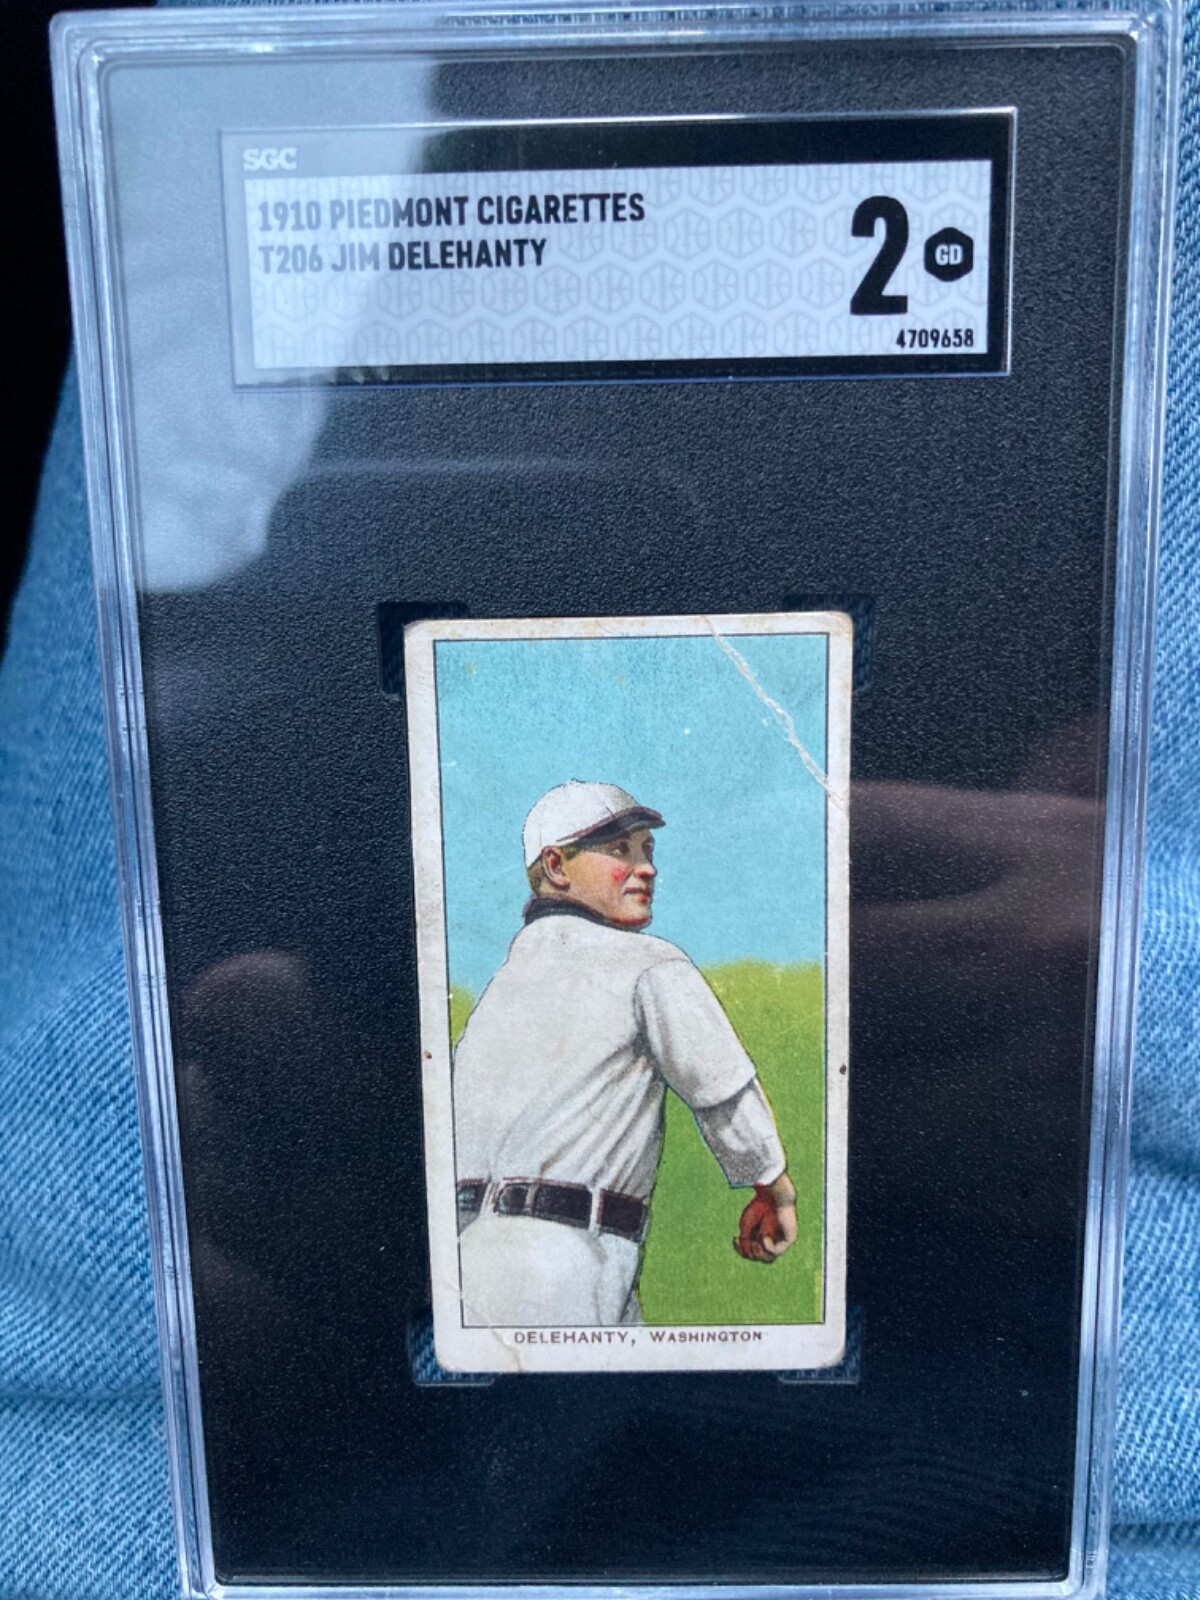 SGC
1910 PIEDMONT CIGARETTES
T206 JIM DELEHANTY
2 GD
4709658
DELEHANTY, WASHINGTON